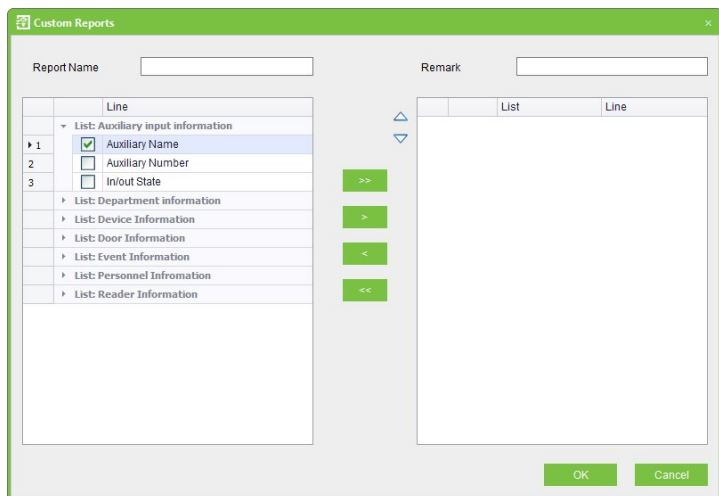 Custom Reports ×
Report Name
Remark
Line
List: Auxiliary input information
1 Auxiliary Name
2 Auxiliary Number
3 In/out State
List: Department information
List: Device Information
List: Door Information
List: Event Information
List: Personnel Infromation
List: Reader Information
>>
>
<
<<
List Line
OK Cancel